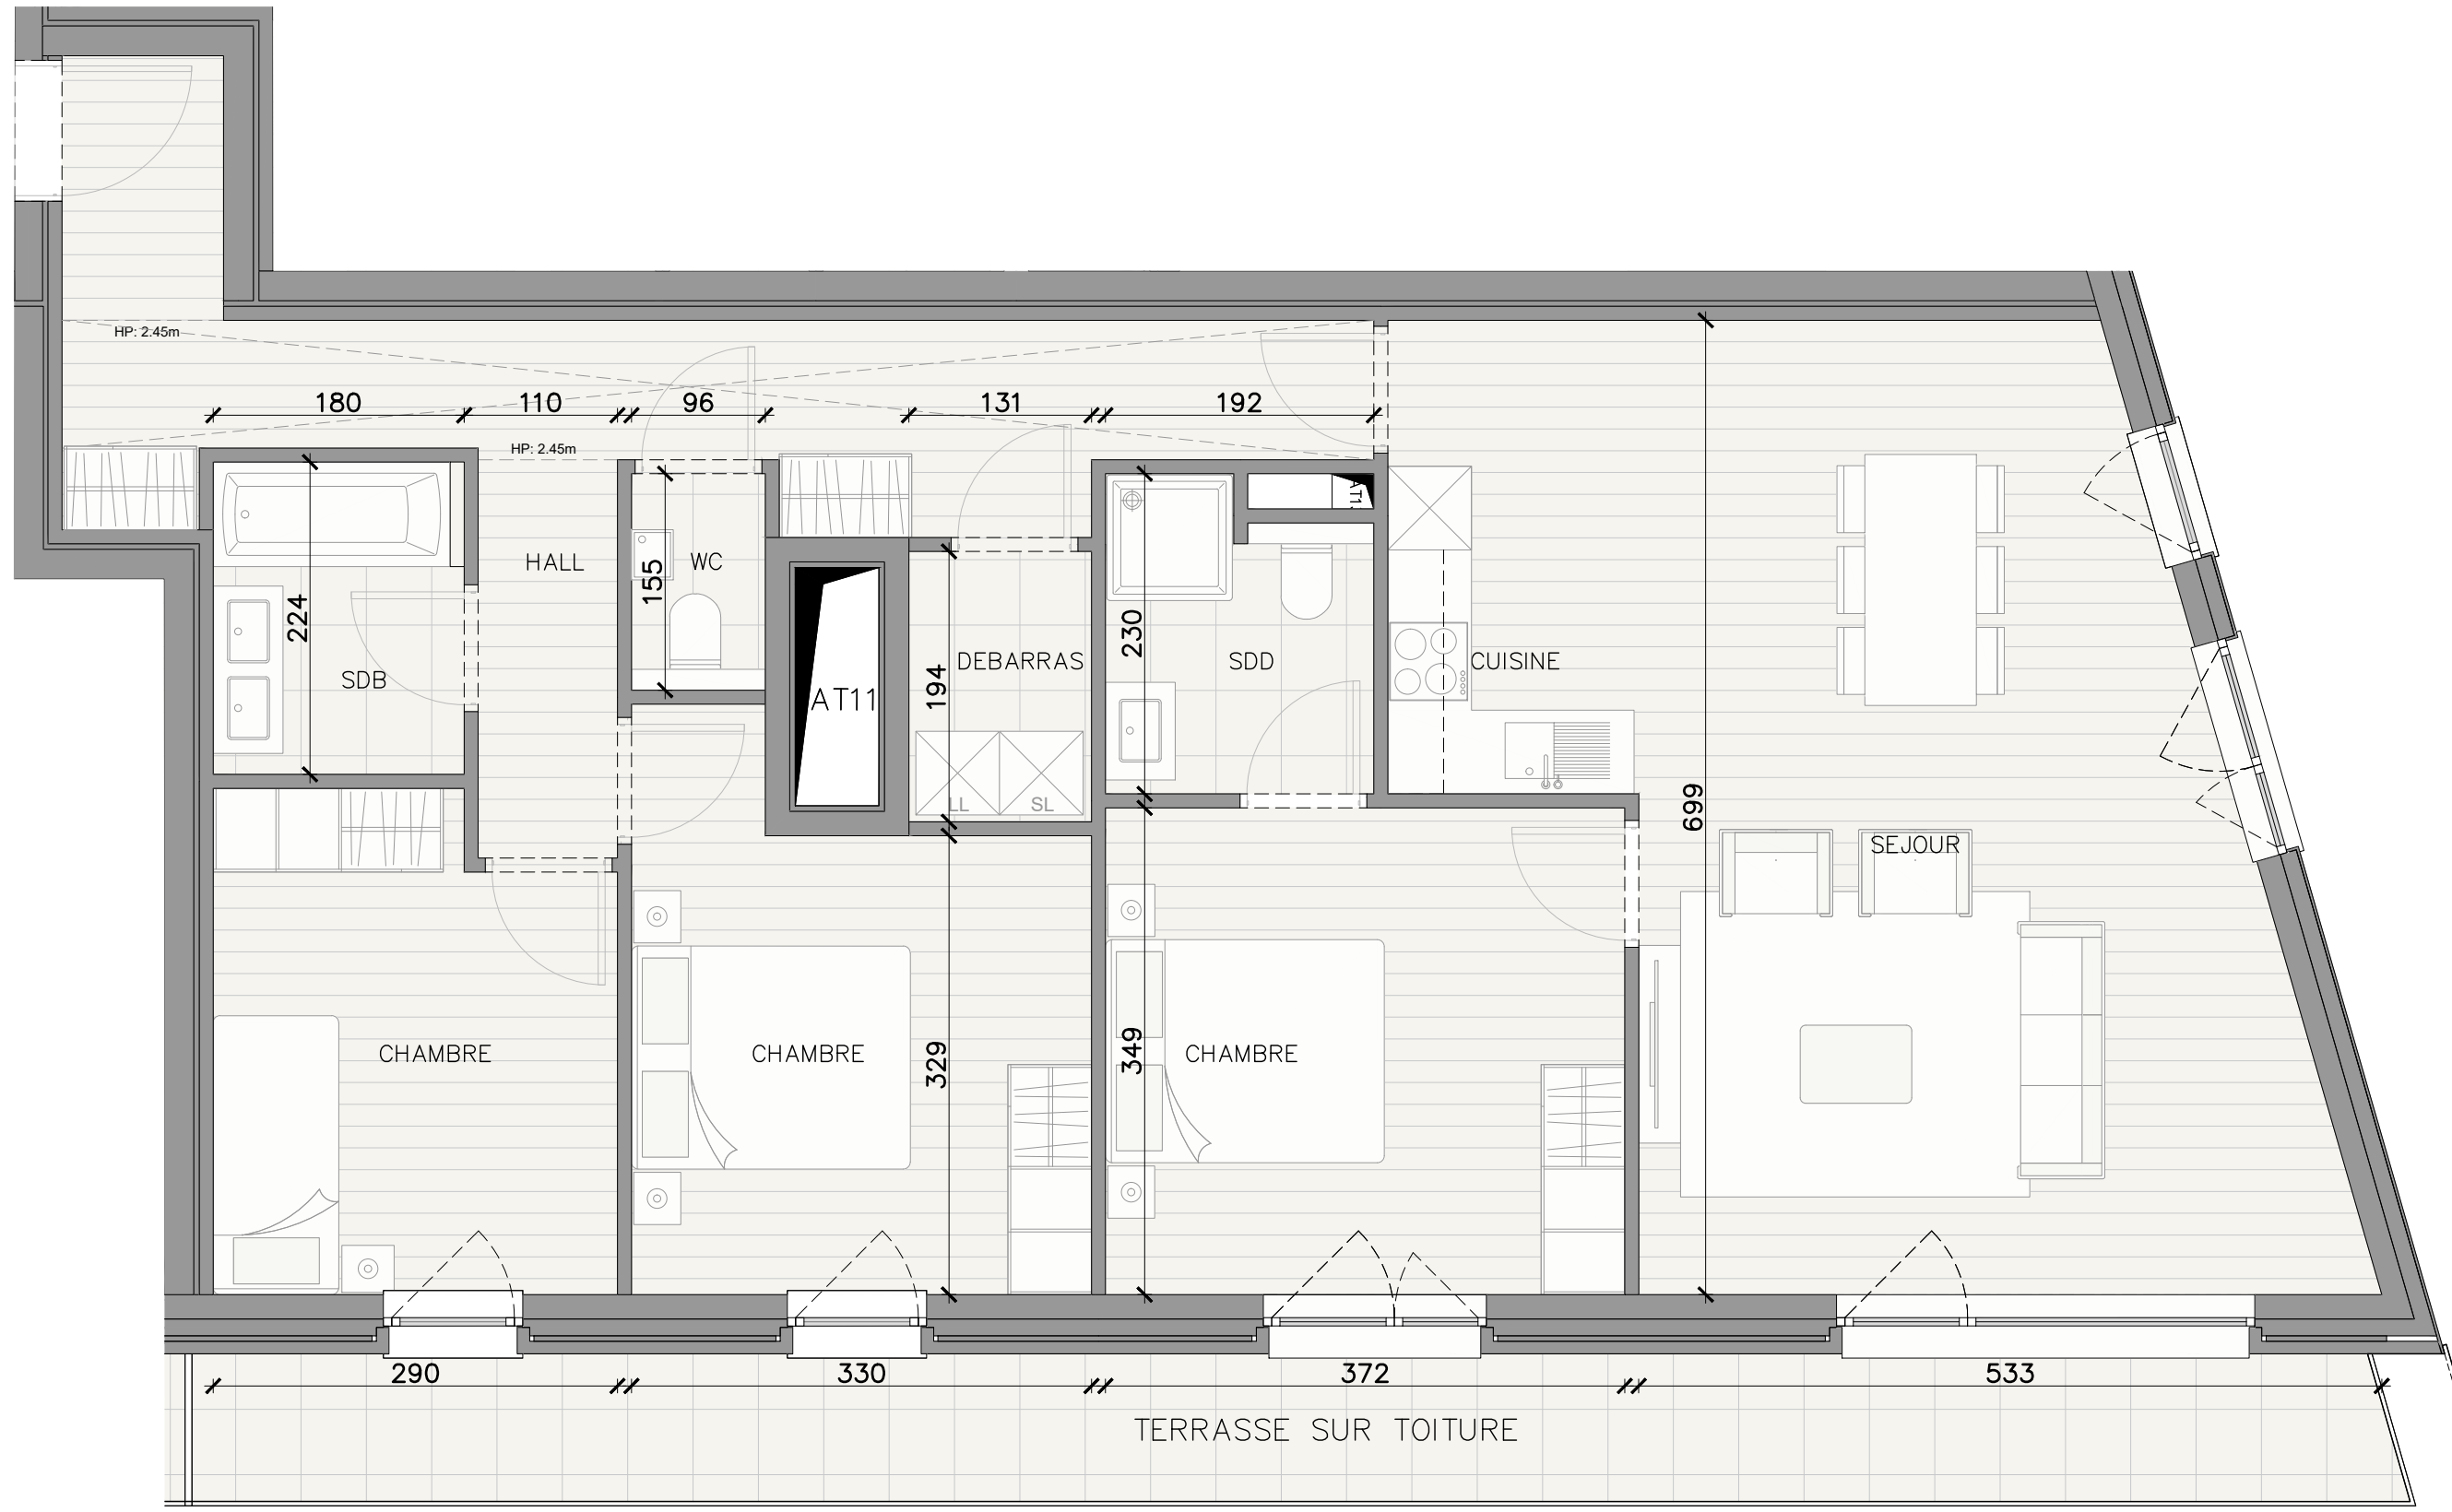 HP: 2.45m
180
110
96
131
192
HP: 2.45m
HALL
WC
155
224
SDB
AT11
DEBARRAS
194
LL
SL
230
SDD
CUISINE
699
SEJOUR
CHAMBRE
CHAMBRE
329
CHAMBRE
349
290
330
372
533
TERRASSE SUR TOITURE